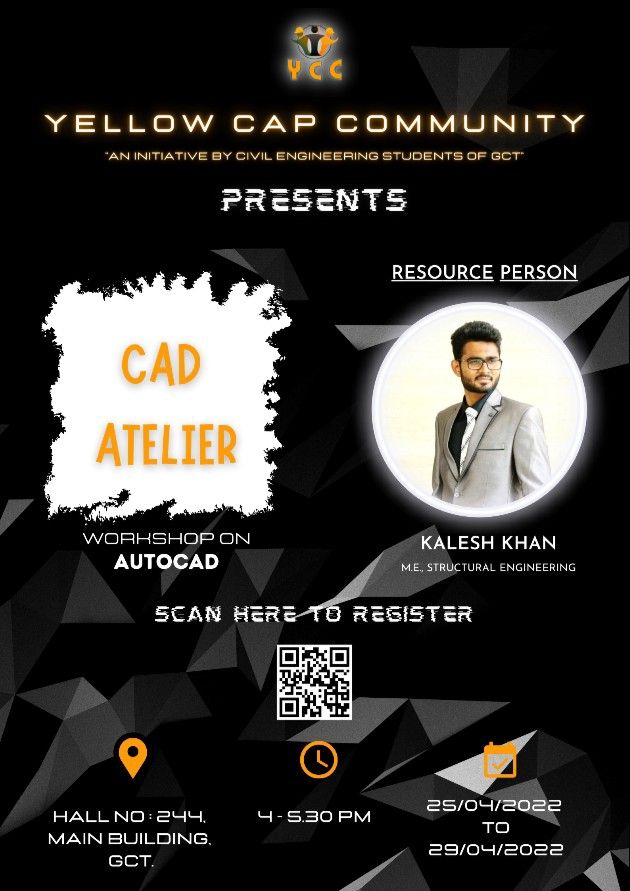 YCC
YELLOW CAP COMMUNITY
"AN INITIATIVE BY CIVIL ENGINEERING STUDENTS OF GCT"
PRESENTS
CAD
ATELIER
WORKSHOP ON
AUTOCAD
RESOURCE PERSON
KALESH KHAN
M.E., STRUCTURAL ENGINEERING
SCAN HERE TO REGISTER
HALL NO : 244,
MAIN BUILDING,
GCT.
4 - 5.30 PM
25/04/2022
TO
29/04/2022